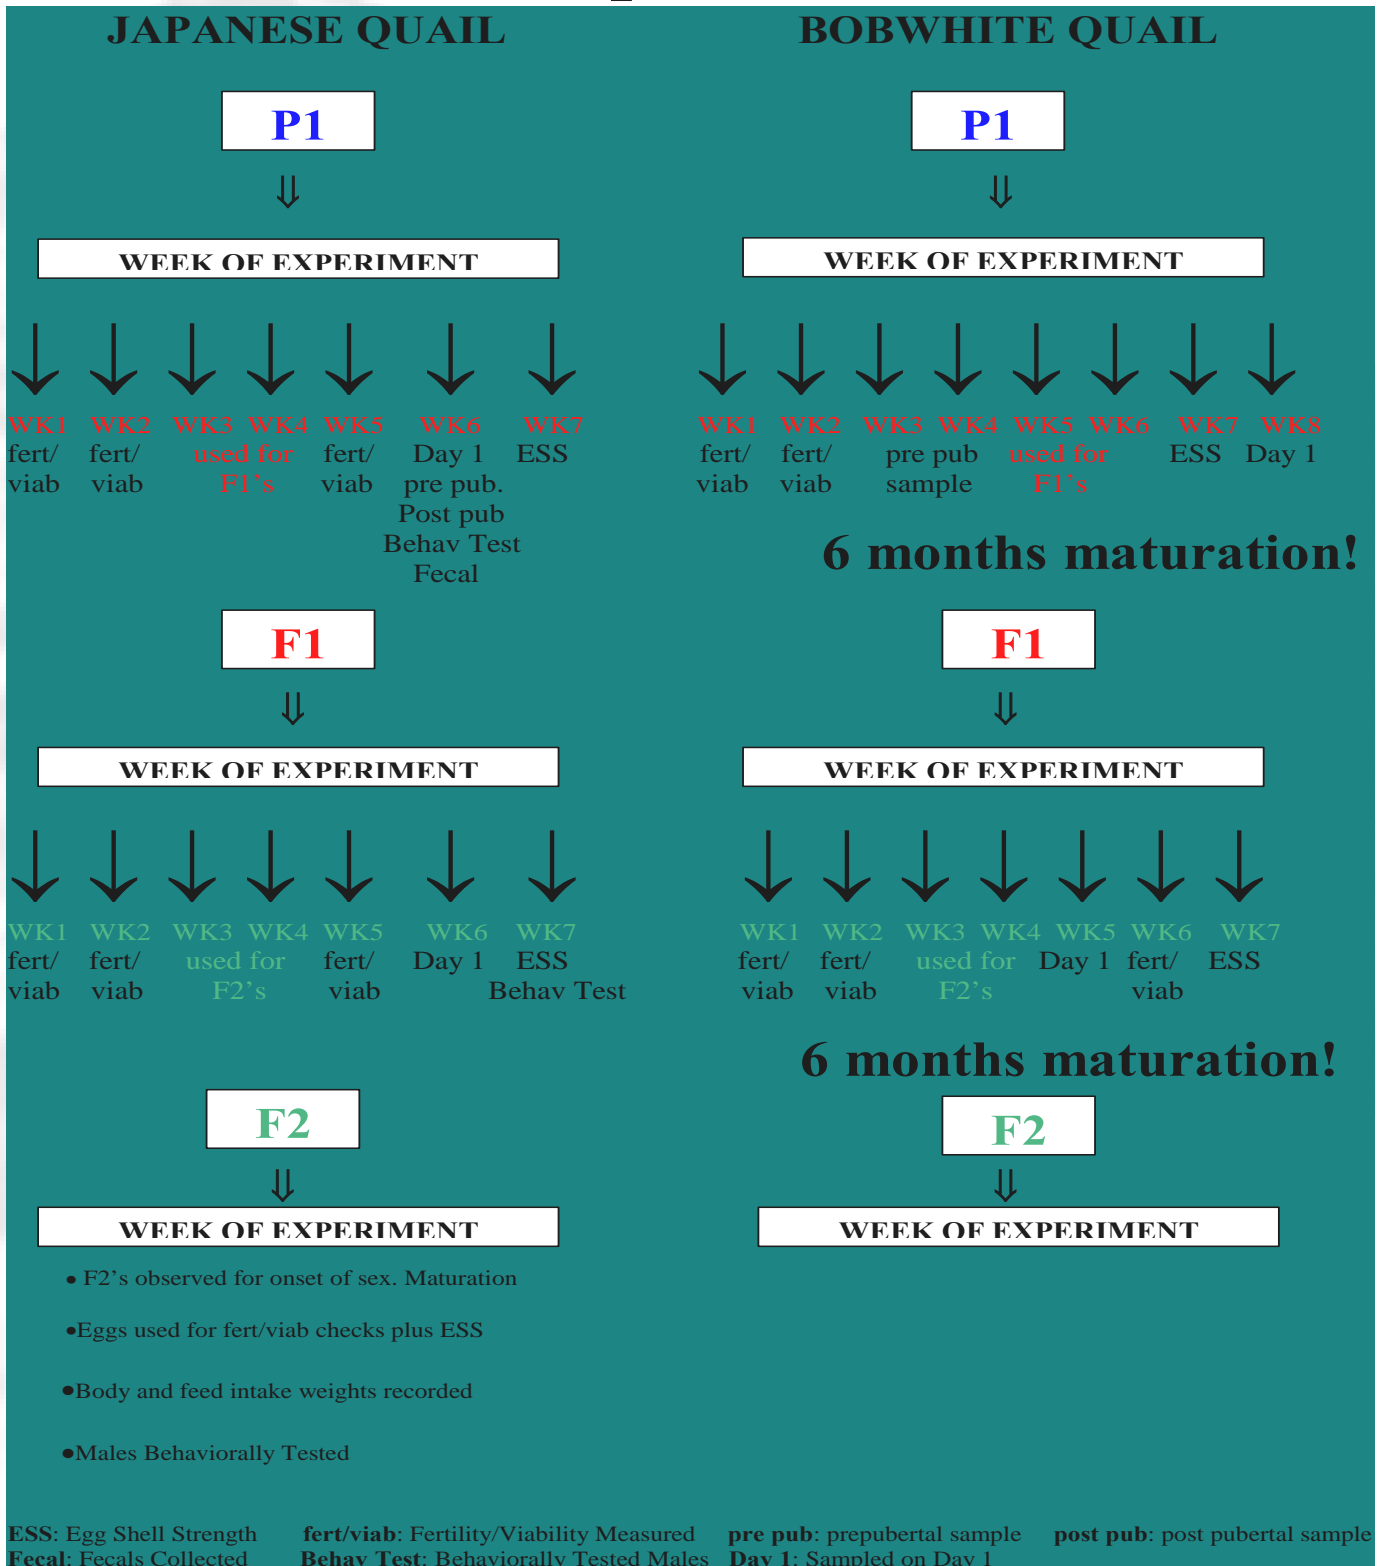 JAPANESE QUAIL
P1
⇓
WEEK OF EXPERIMENT
WK1 WK2 WK3 WK4 WK5 WK6 WK7
fert/ fert/ used for fert/ Day 1 ESS
viab viab F1's viab pre pub.
Post pub
Behav Test
Fecal
F1
⇓
WEEK OF EXPERIMENT
WK1 WK2 WK3 WK4 WK5 WK6 WK7
fert/ fert/ used for fert/ Day 1 ESS
viab viab F2's viab Behav Test
F2
⇓
WEEK OF EXPERIMENT
• F2's observed for onset of sex. Maturation
•Eggs used for fert/viab checks plus ESS
•Body and feed intake weights recorded
•Males Behaviorally Tested
BOBWHITE QUAIL
P1
⇓
WEEK OF EXPERIMENT
WK1 WK2 WK3 WK4 WK5 WK6 WK7 WK8
fert/ fert/ pre pub used for ESS Day 1
viab viab sample F1's
6 months maturation!
F1
⇓
WEEK OF EXPERIMENT
WK1 WK2 WK3 WK4 WK5 WK6 WK7
fert/ fert/ used for Day 1 fert/ ESS
viab viab F2's viab
6 months maturation!
F2
⇓
WEEK OF EXPERIMENT
ESS: Egg Shell Strength fert/viab: Fertility/Viability Measured pre pub: prepubertal sample post pub: post pubertal sample
Fecal: Fecals Collected Behav Test: Behaviorally Tested Males Day 1: Sampled on Day 1